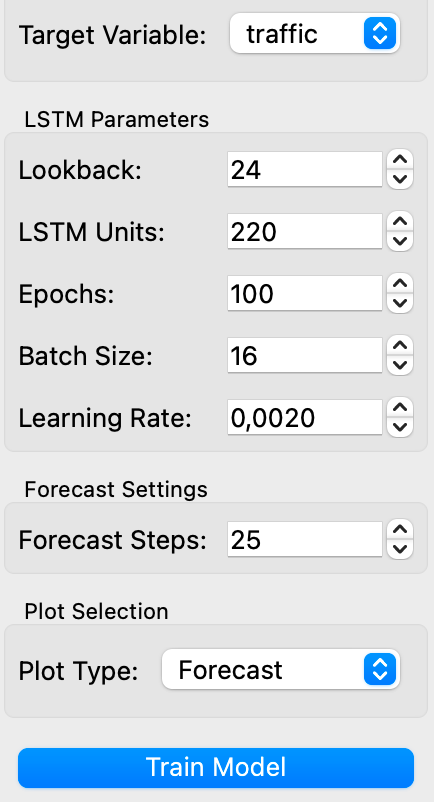 Target Variable: traffic
LSTM Parameters
Lookback: 24
LSTM Units: 220
Epochs: 100
Batch Size: 16
Learning Rate: 0,0020
Forecast Settings
Forecast Steps: 25
Plot Selection
Plot Type: Forecast
Train Model